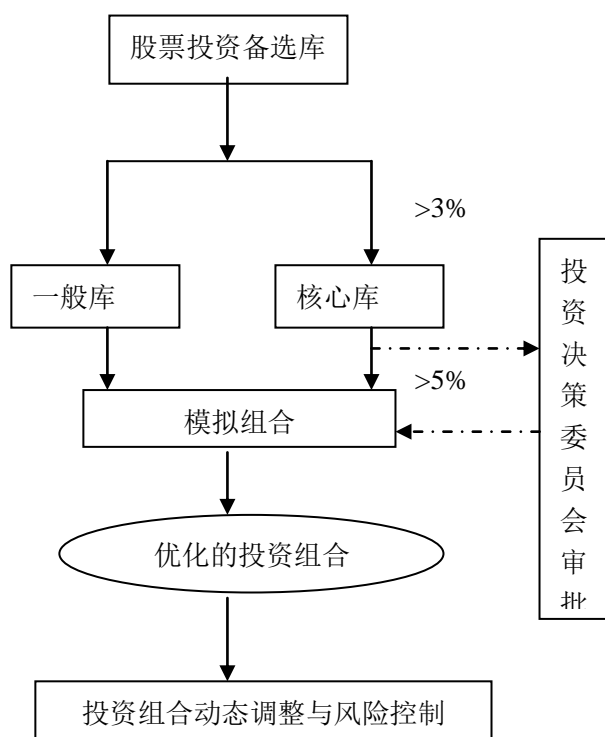 股票投资备选库
>3%
一般库
核心库
投资决策委员会审批
>5%
模拟组合
优化的投资组合
投资组合动态调整与风险控制